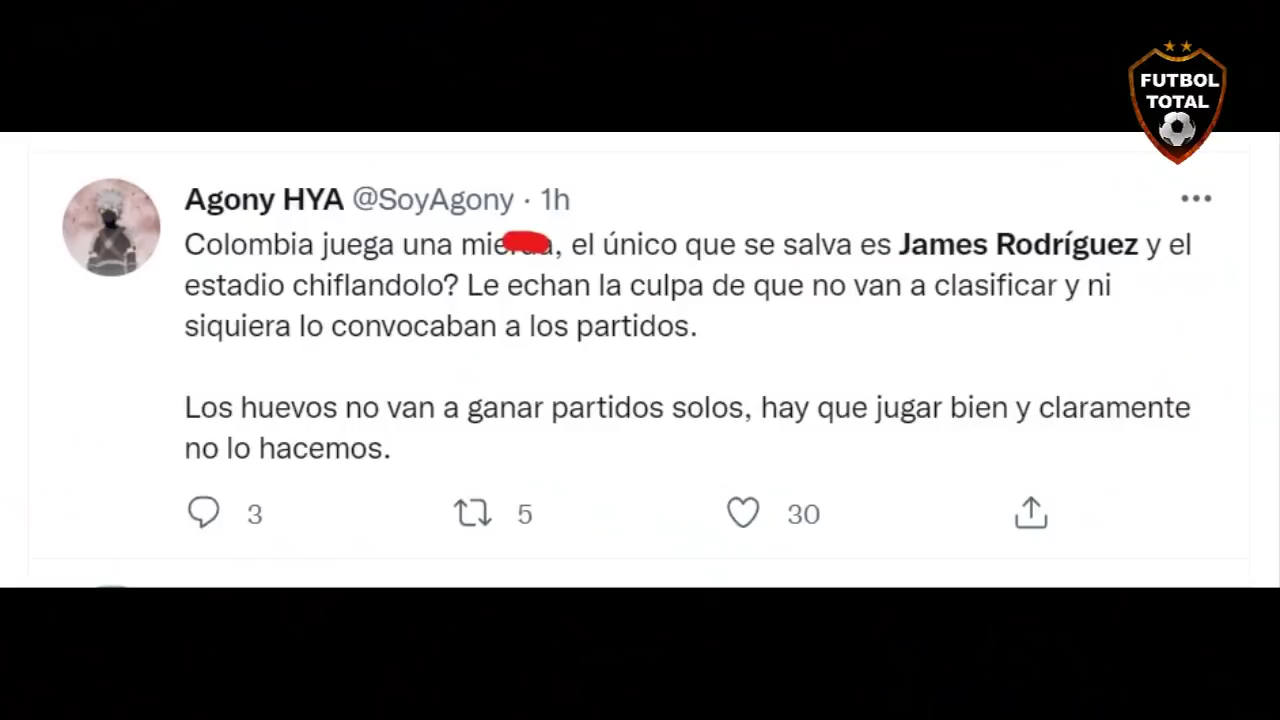 FUTBOL
TOTAL
Agony HYA @SoyAgony · 1h
Colombia juega una mie a, el único que se salva es James Rodríguez y el
estadio chiflandolo? Le echan la culpa de que no van a clasificar y ni
siquiera lo convocaban a los partidos.
Los huevos no van a ganar partidos solos, hay que jugar bien y claramente
no lo hacemos.
3 5 30